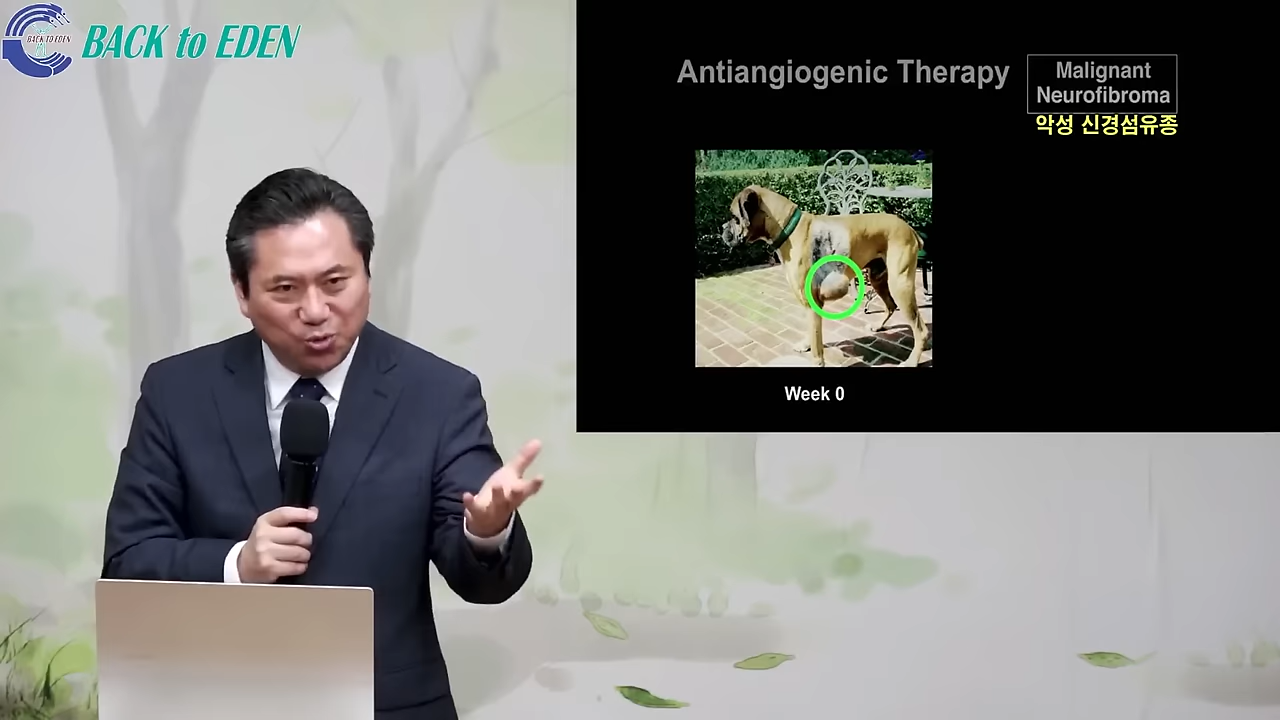 BACK TO EDEN
BACK to EDEN
Antiangiogenic Therapy
Malignant
Neurofibroma
악성 신경섬유종
Week 0